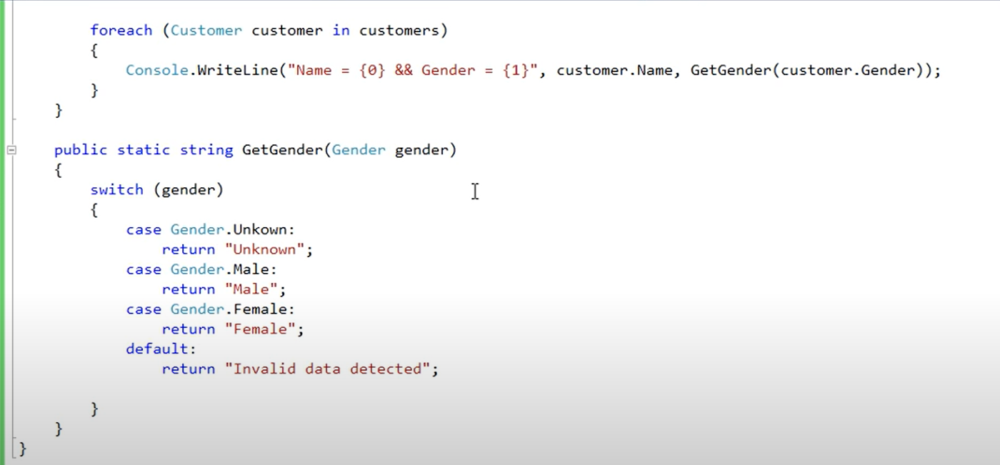 foreach (Customer customer in customers)
{
Console.WriteLine("Name = {0} && Gender = {1}", customer.Name, GetGender(customer.Gender));
}
}
public static string GetGender(Gender gender)
{
switch (gender)
{
case Gender.Unkown:
return "Unknown";
case Gender.Male:
return "Male";
case Gender.Female:
return "Female";
default:
return "Invalid data detected";
}
}
}